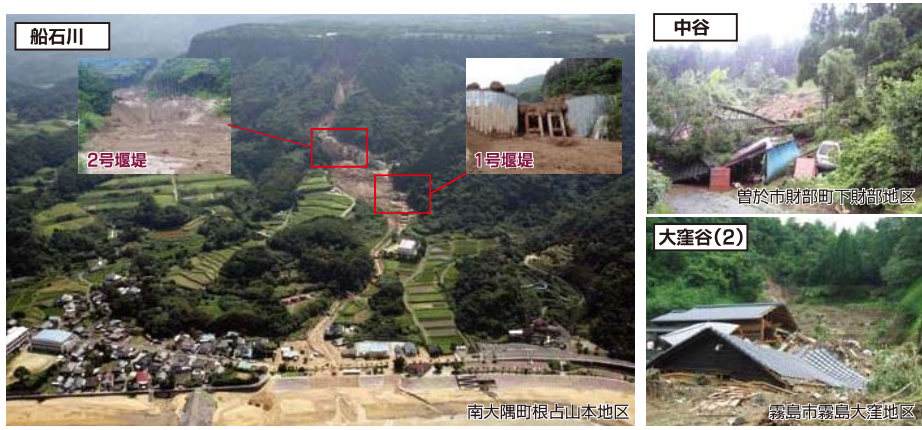 船石川
2号堰堤
1号堰堤
南大隅町根占山本地区
中谷
曽於市財部町下財部地区
大窪谷(2)
霧島市霧島大窪地区